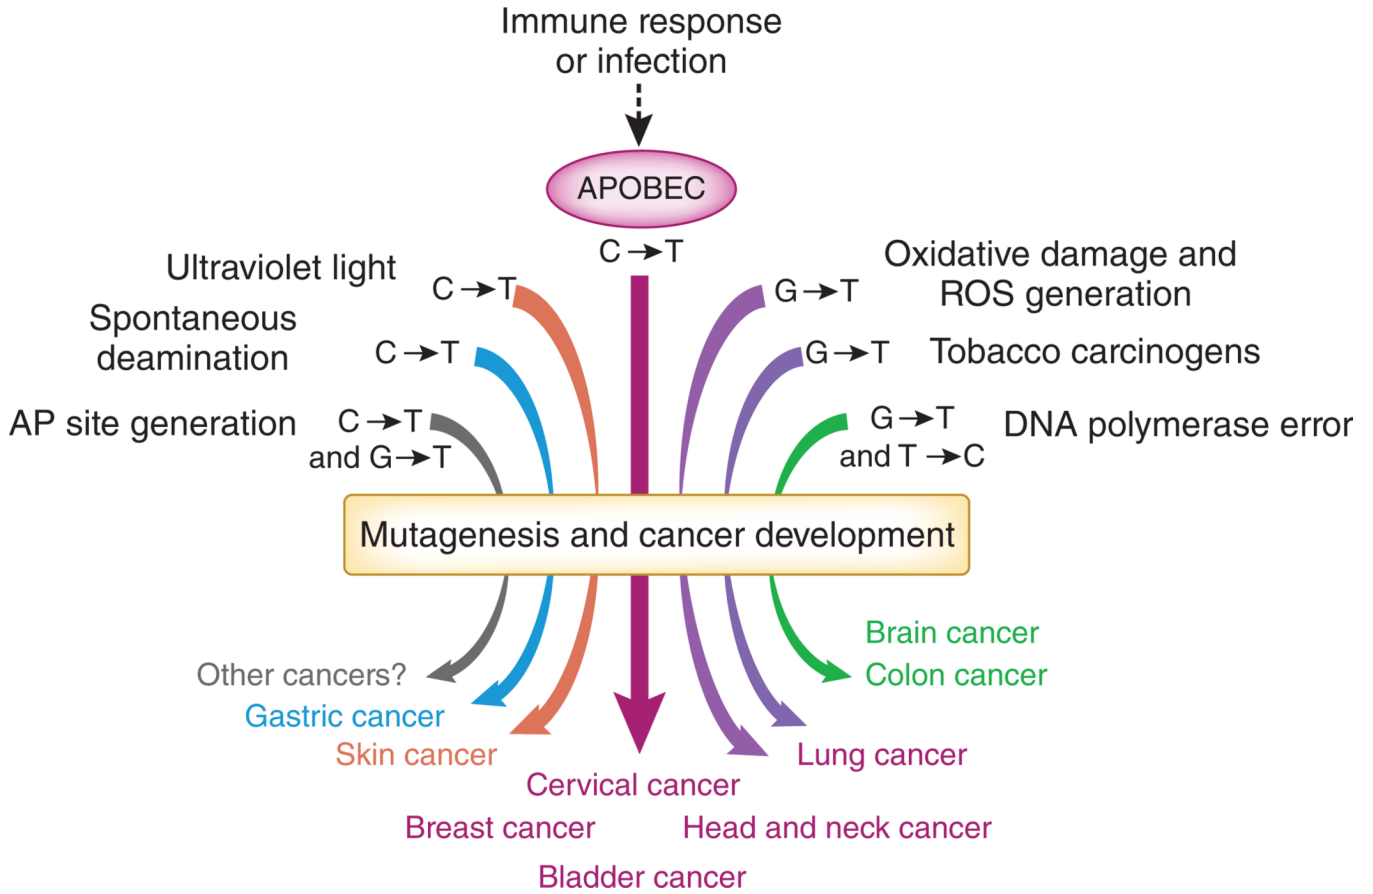 Immune response
or infection
APOBEC
C→T
Ultraviolet light
C→T
Spontaneous
deamination
C→T
AP site generation
C→T
and G→T
Oxidative damage and
ROS generation
G→T
Tobacco carcinogens
G→T
DNA polymerase error
G→T
and T→C
Mutagenesis and cancer development
Other cancers?
Gastric cancer
Skin cancer
Cervical cancer
Breast cancer
Head and neck cancer
Bladder cancer
Lung cancer
Brain cancer
Colon cancer